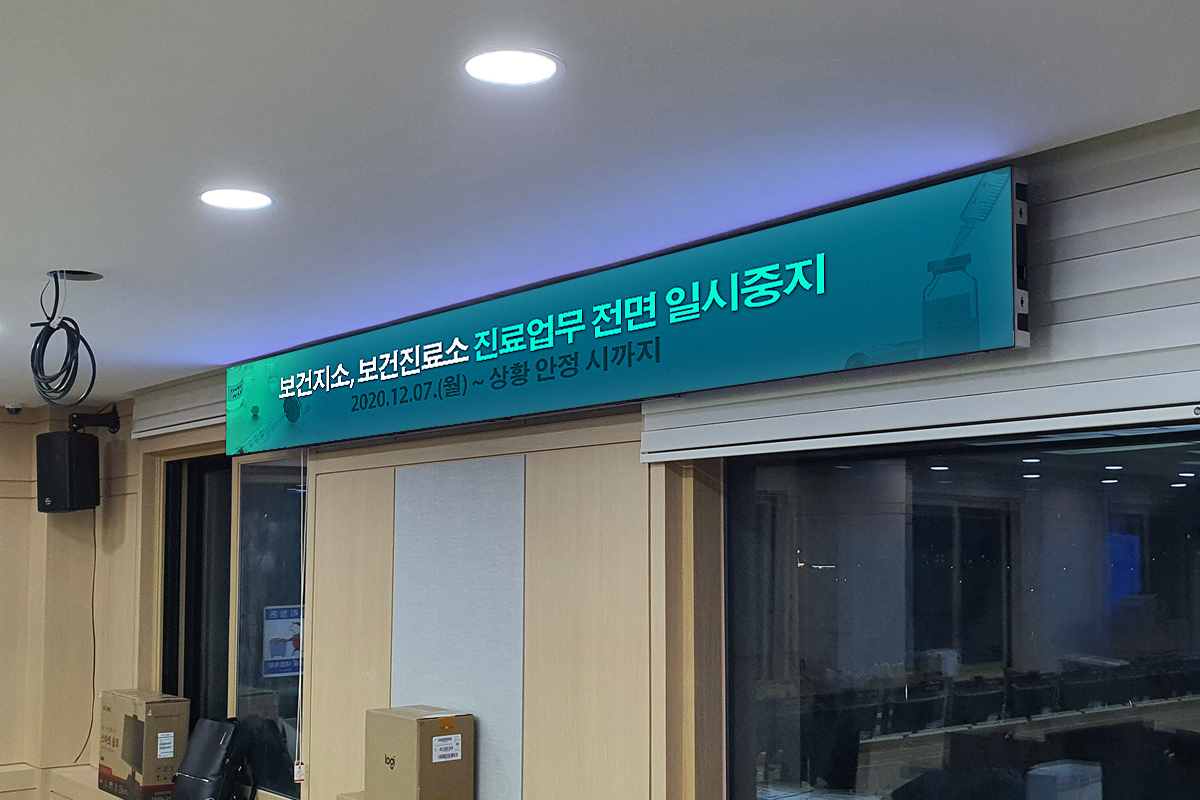 보건지소, 보건진료소 진료업무 전면 일시중지
2020.12.07.(월) ~ 상황 안정 시까지
logi